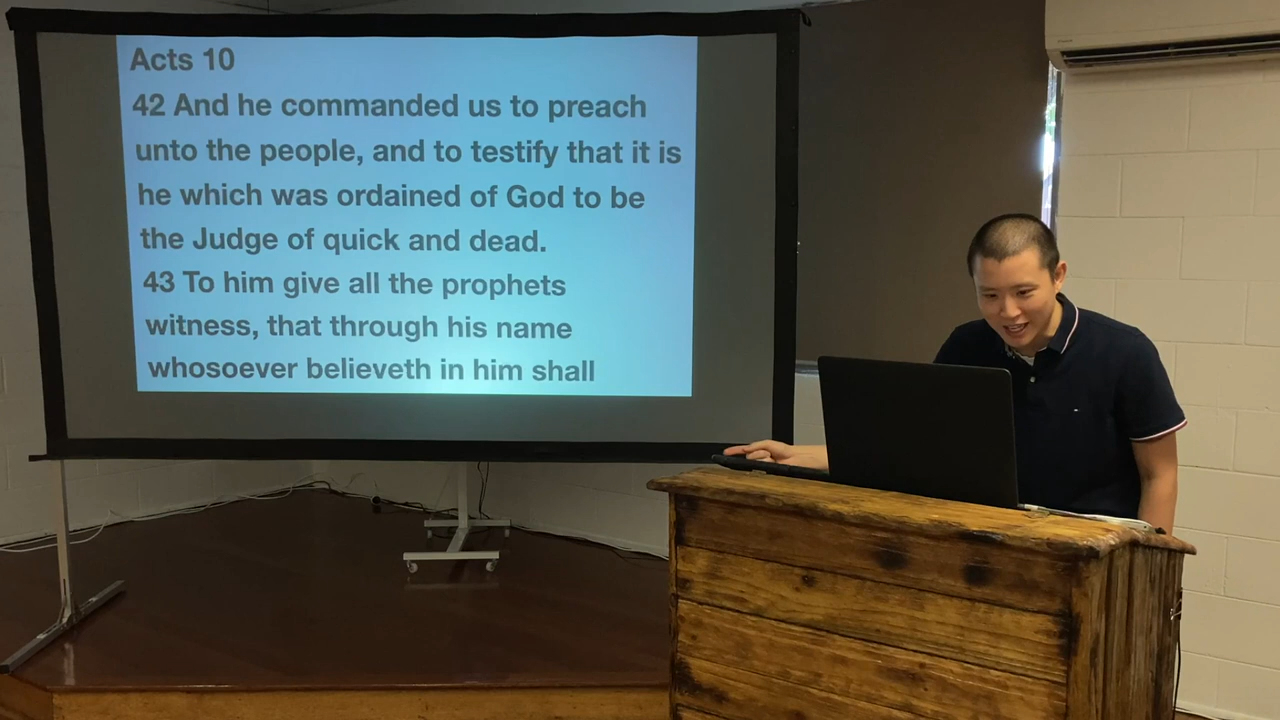 Acts 10
42 And he commanded us to preach
unto the people, and to testify that it is
he which was ordained of God to be
the Judge of quick and dead.
43 To him give all the prophets
witness, that through his name
whosoever believeth in him shall